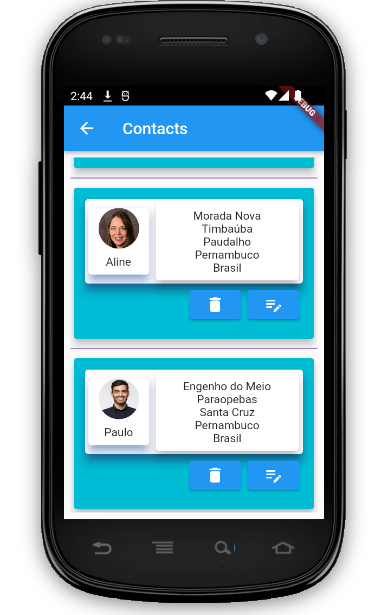 2:44
DEBUG
Contacts
Morada Nova
Timbaúba
Paudalho
Pernambuco
Brasil
Aline
Engenho do Meio
Paraopebas
Santa Cruz
Pernambuco
Brasil
Paulo